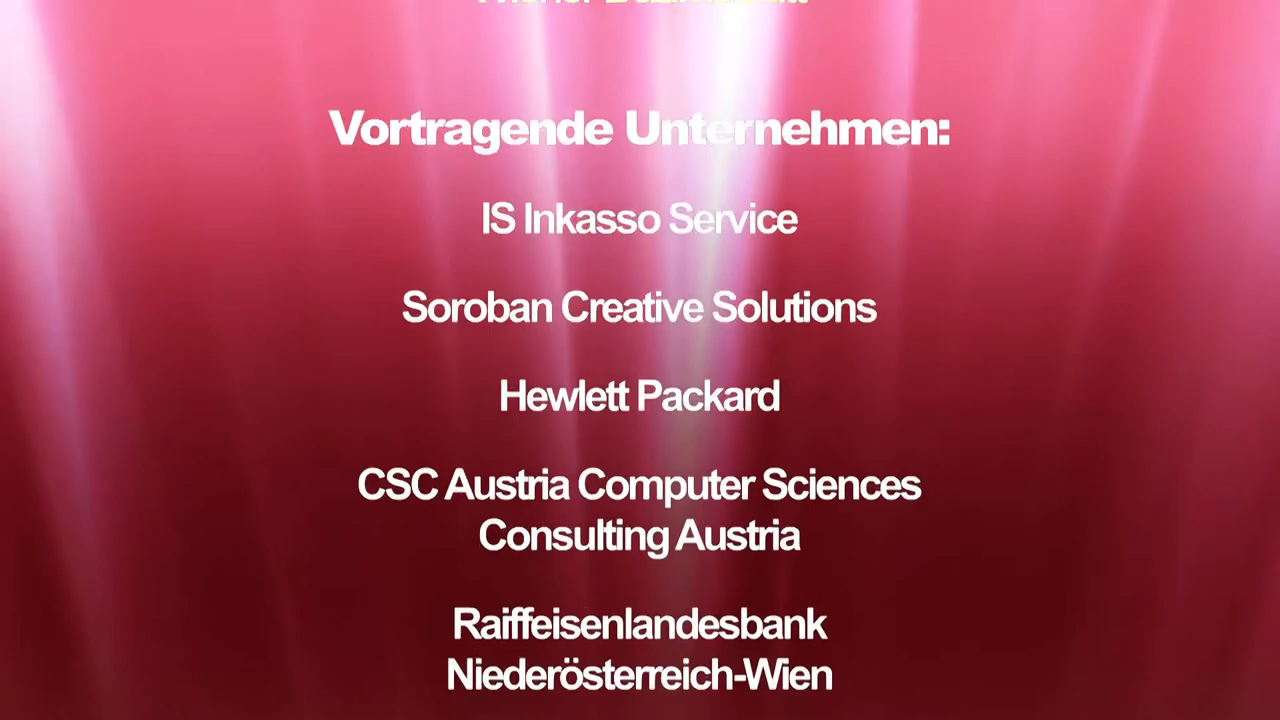 Vortragende Unternehmen:
IS Inkasso Service
Soroban Creative Solutions
Hewlett Packard
CSC Austria Computer Sciences
Consulting Austria
Raiffeisenlandesbank
Niederösterreich-Wien